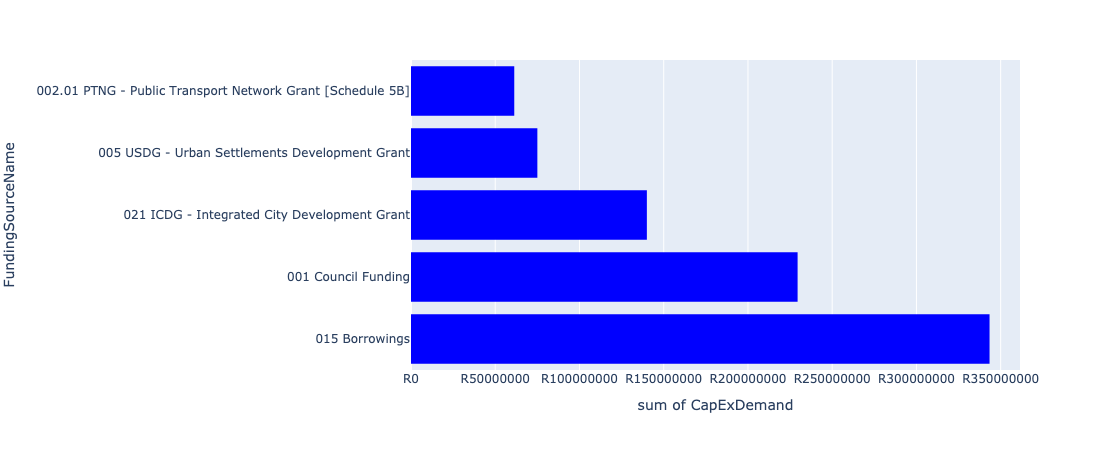 FundingSourceName
002.01 PTNG - Public Transport Network Grant [Schedule 5B]
005 USDG - Urban Settlements Development Grant
021 ICDG - Integrated City Development Grant
001 Council Funding
015 Borrowings
R0 R50000000 R100000000 R150000000 R200000000 R250000000 R300000000 R350000000
sum of CapExDemand